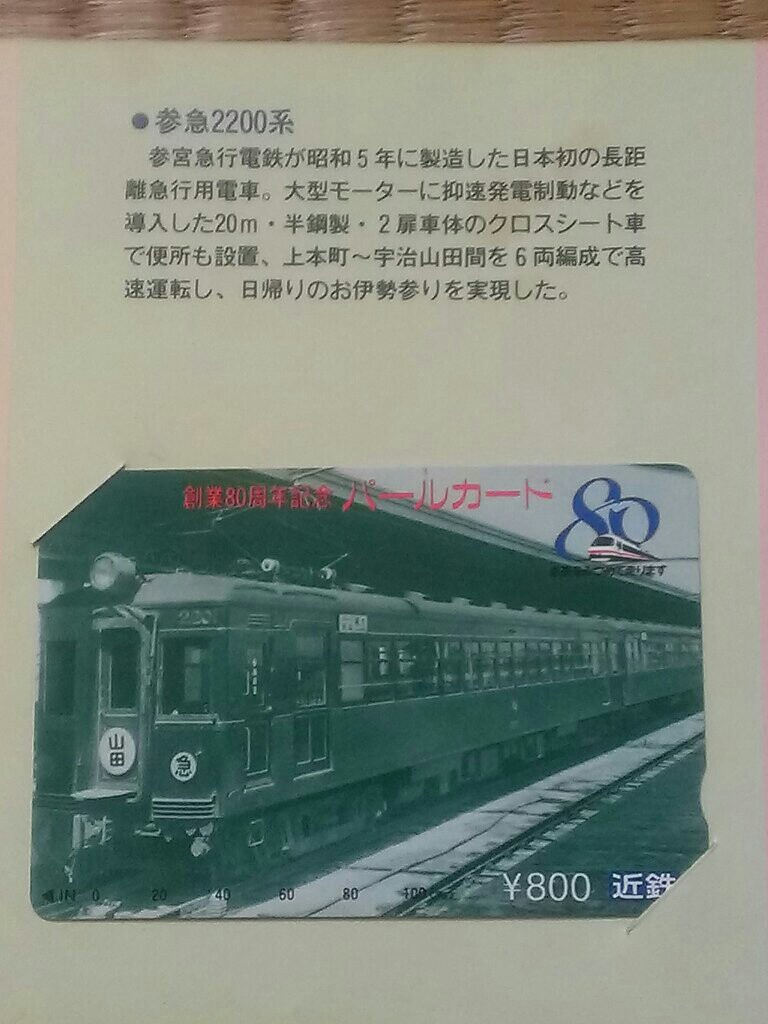 ●参急2200系
参宮急行電鉄が昭和5年に製造した日本初の長距
離急行用電車。大型モーターに抑速発電制動などを
導入した20m・半鋼製・2扉車体のクロスシート車
で便所も設置、上本町～宇治山田間を6両編成で高
速運転し、日帰りのお伊勢参りを実現した。
創業80周年記念 パールカード
80
山田
急
0 20 40 60 80 100
¥800 近鉄